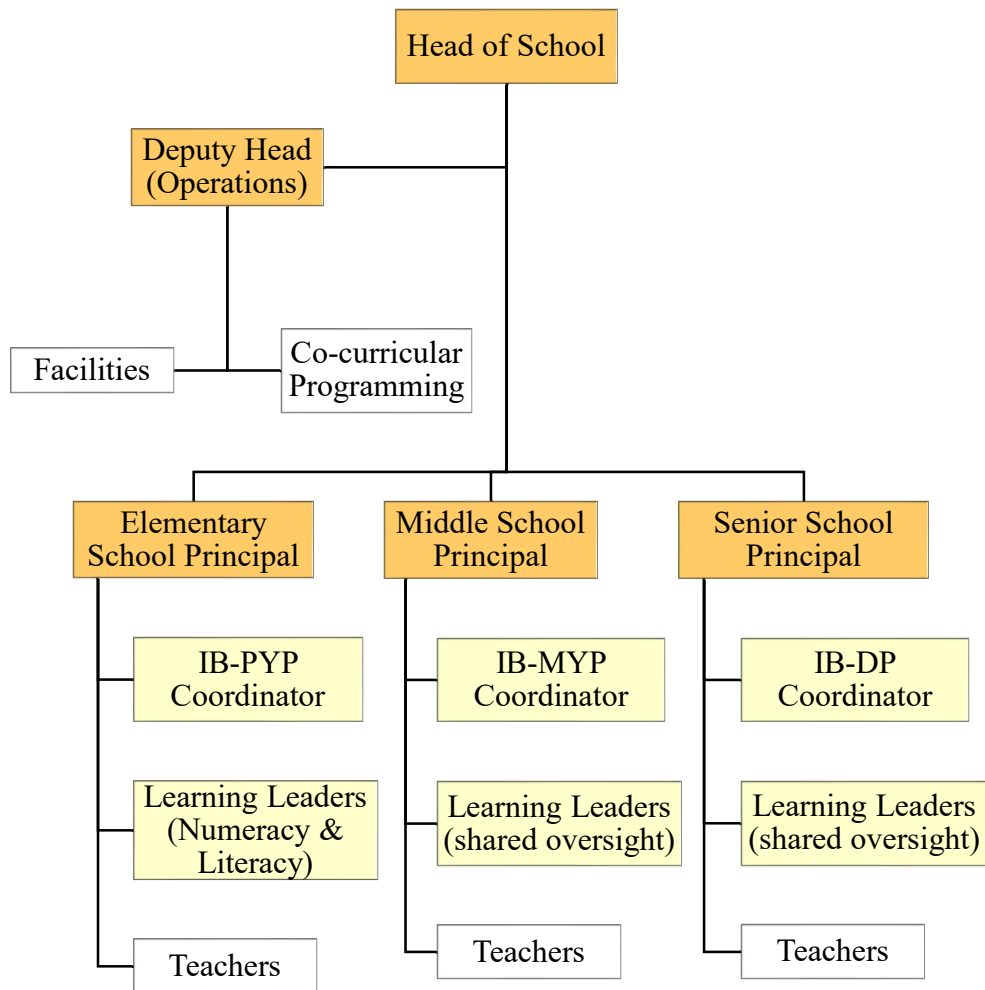 Head of School
Deputy Head
(Operations)
Facilities
Co-curricular
Programming
Elementary
School Principal
Middle School
Principal
Senior School
Principal
IB-PYP
Coordinator
IB-MYP
Coordinator
IB-DP
Coordinator
Learning Leaders
(Numeracy &
Literacy)
Learning Leaders
(shared oversight)
Learning Leaders
(shared oversight)
Teachers
Teachers
Teachers